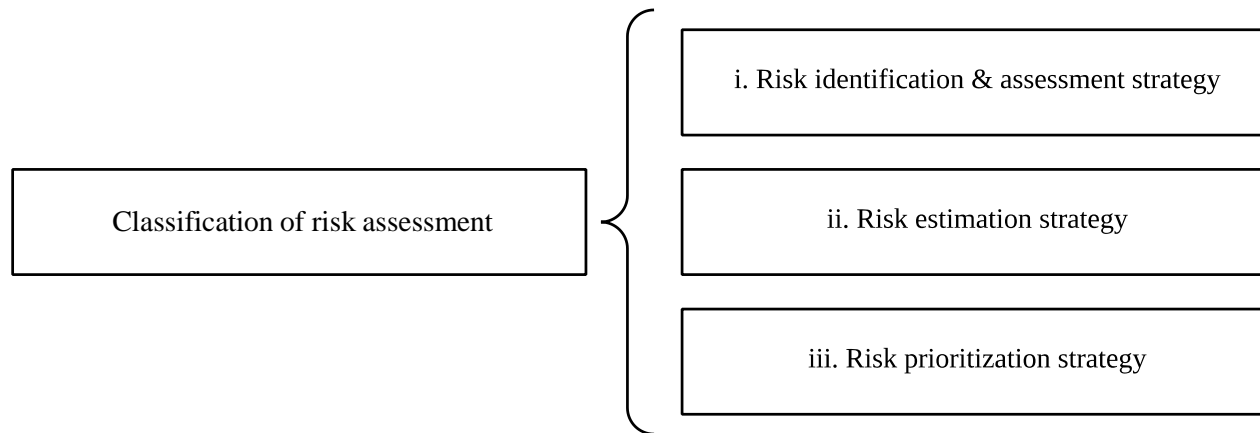 i. Risk identification & assessment strategy
Classification of risk assessment
ii. Risk estimation strategy
iii. Risk prioritization strategy